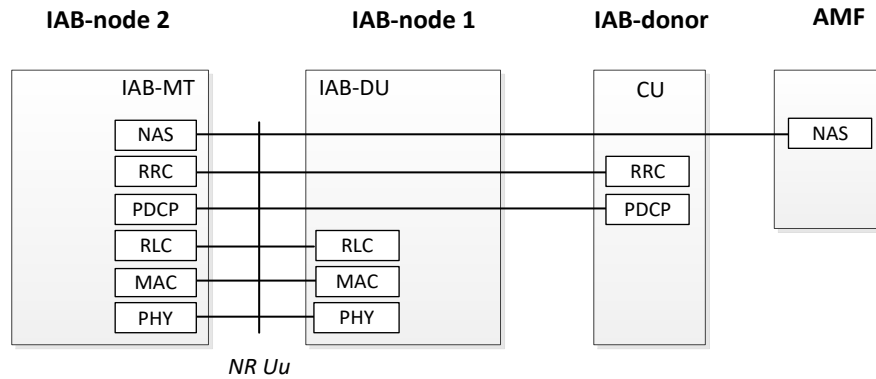 IAB-node 2 IAB-node 1 IAB-donor AMF
IAB-MT IAB-DU CU
NAS NAS
RRC RRC
PDCP PDCP
RLC RLC
MAC MAC
PHY PHY
NR Uu